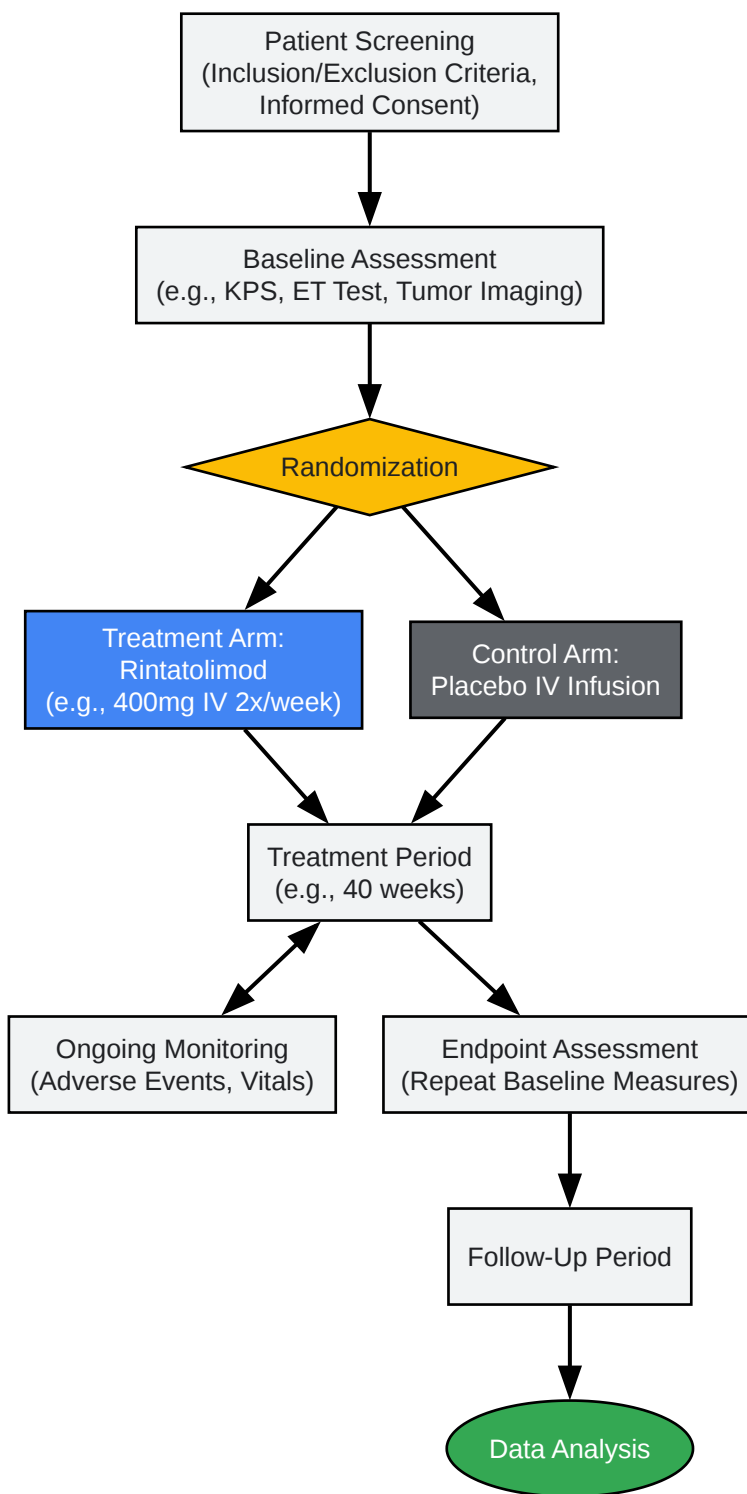 Patient Screening
(Inclusion/Exclusion Criteria,
Informed Consent)
Baseline Assessment
(e.g., KPS, ET Test, Tumor Imaging)
Randomization
Treatment Arm:
Rintatolimod
(e.g., 400mg IV 2x/week)
Control Arm:
Placebo IV Infusion
Treatment Period
(e.g., 40 weeks)
Ongoing Monitoring
(Adverse Events, Vitals)
Endpoint Assessment
(Repeat Baseline Measures)
Follow-Up Period
Data Analysis